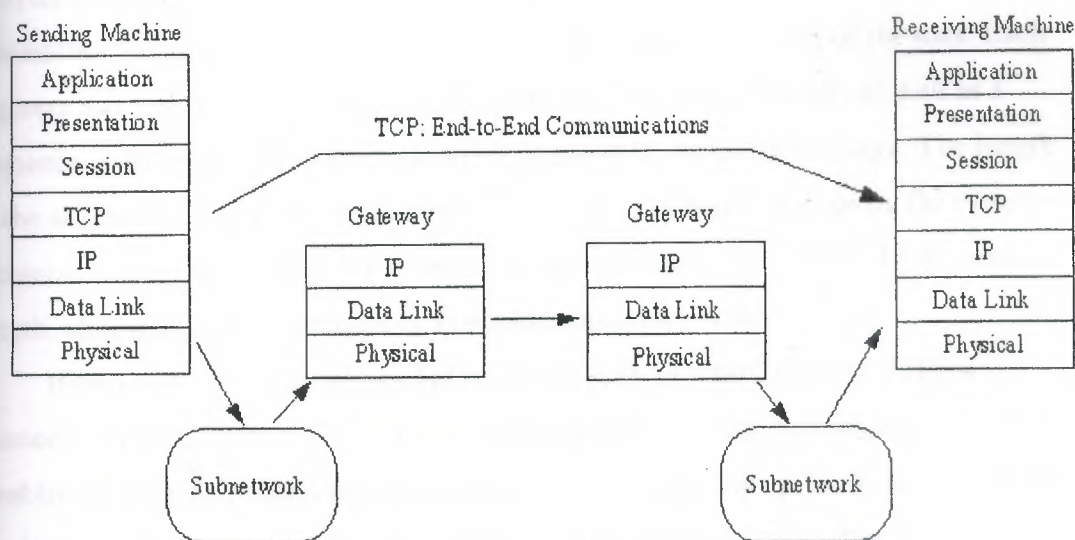 Sending Machine
Application
Presentation
Session
TCP
IP
Data Link
Physical
TCP: End-to-End Communications
Gateway
IP
Data Link
Physical
Gateway
IP
Data Link
Physical
Receiving Machine
Application
Presentation
Session
TCP
IP
Data Link
Physical
Subnetwork
Subnetwork